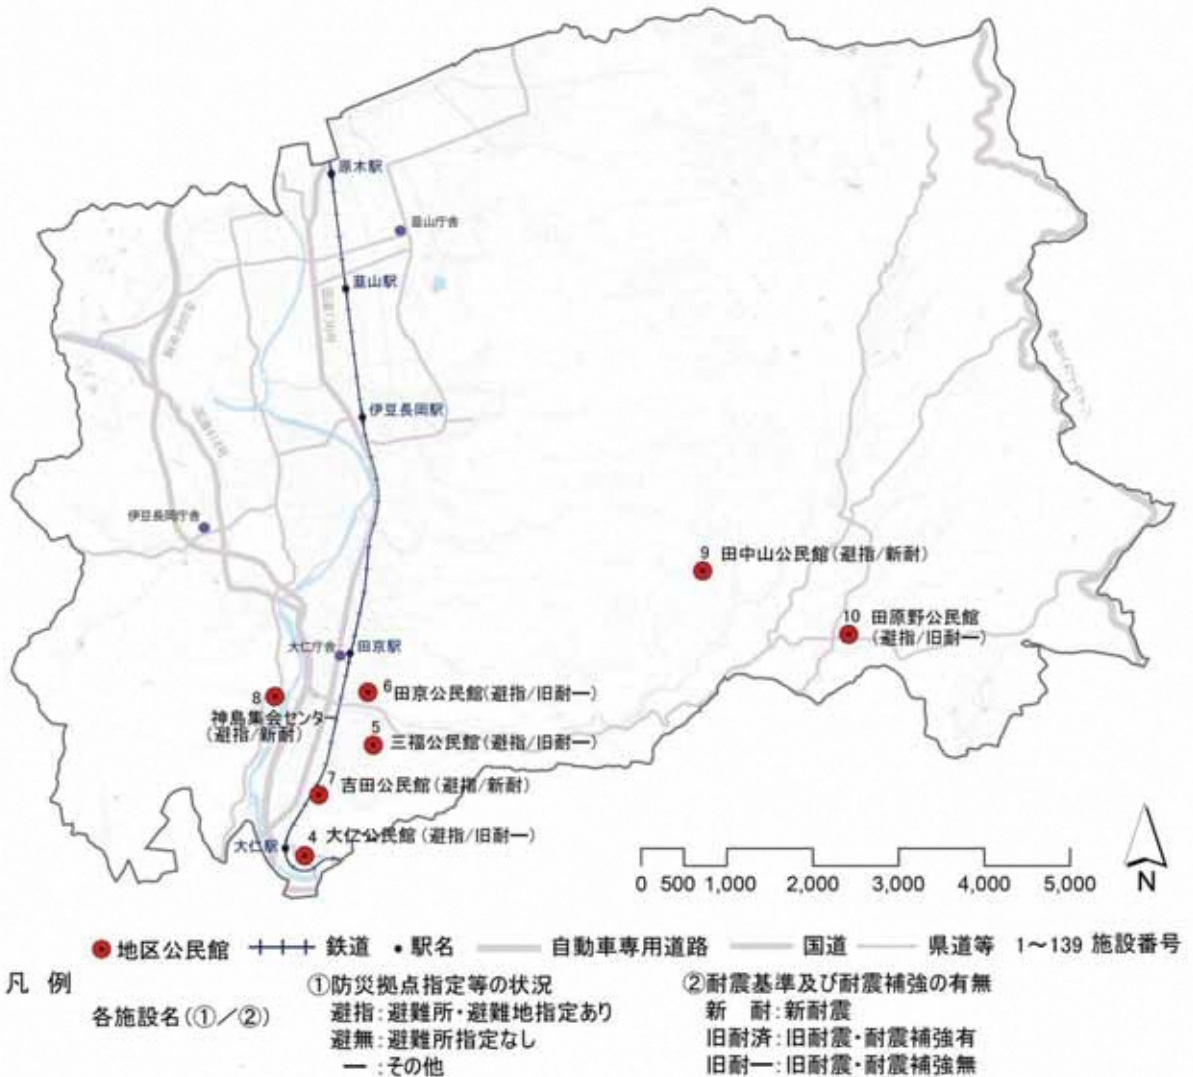 原木駅
韮山庁舎
韮山駅
伊豆長岡駅
伊豆長岡庁舎
9 田中山公民館(避指/新耐)
10 田原野公民館
(避指/旧耐ー)
大仁庁舎
田京駅
6 田京公民館(避指/旧耐ー)
8
神島集会センター
(避指/新耐)
5 三福公民館(避指/旧耐ー)
7 吉田公民館(避指/新耐)
4 大仁公民館(避指/旧耐ー)
大仁駅
0 500 1,000 2,000 3,000 4,000 5,000
N
地区公民館 鉄道 ・駅名 自動車専用道路 国道 県道等 1~139 施設番号
凡 例
各施設名(①/②)
①防災拠点指定等の状況
避指:避難所・避難地指定あり
避無:避難所指定なし
ー:その他
②耐震基準及び耐震補強の有無
新 耐:新耐震
旧耐済:旧耐震・耐震補強有
旧耐ー:旧耐震・耐震補強無